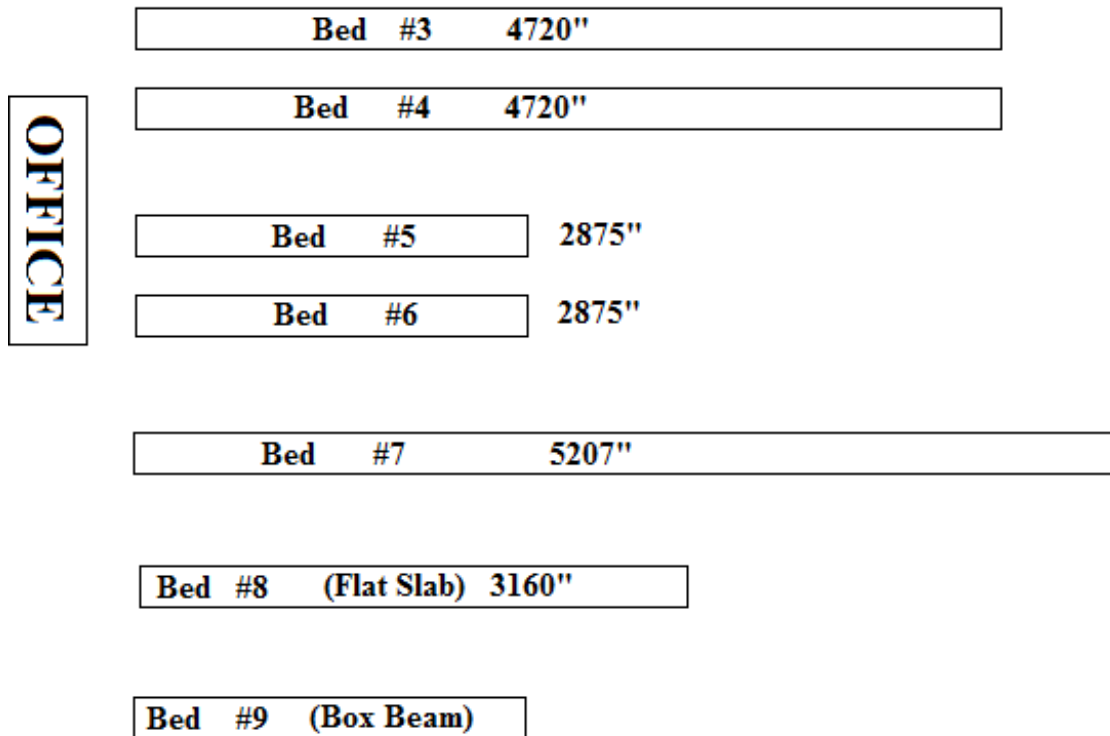 Bed #3 4720"
Bed #4 4720"
OFFICE
Bed #5 2875"
Bed #6 2875"
Bed #7 5207"
Bed #8 (Flat Slab) 3160"
Bed #9 (Box Beam)